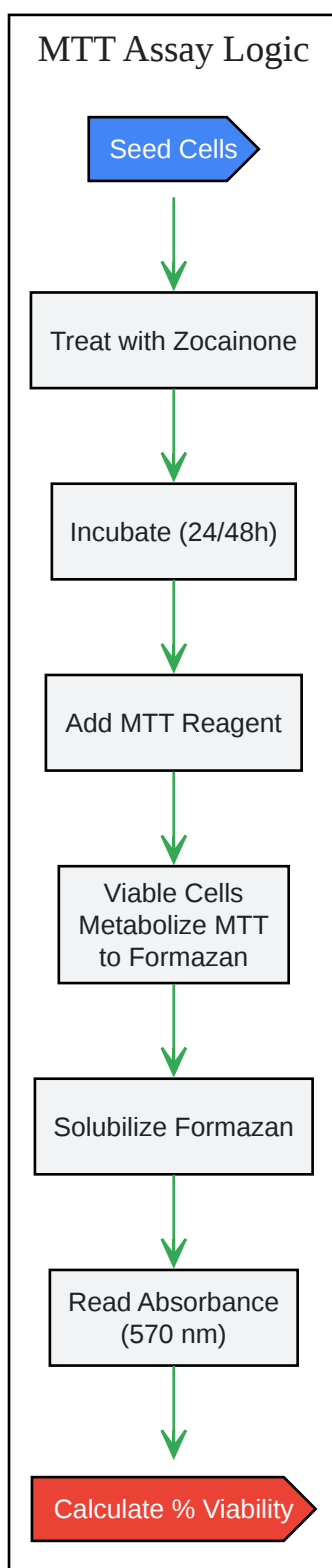 MTT Assay Logic
Seed Cells
Treat with Zocainone
Incubate (24/48h)
Add MTT Reagent
Viable Cells
Metabolize MTT
to Formazan
Solubilize Formazan
Read Absorbance
(570 nm)
Calculate % Viability